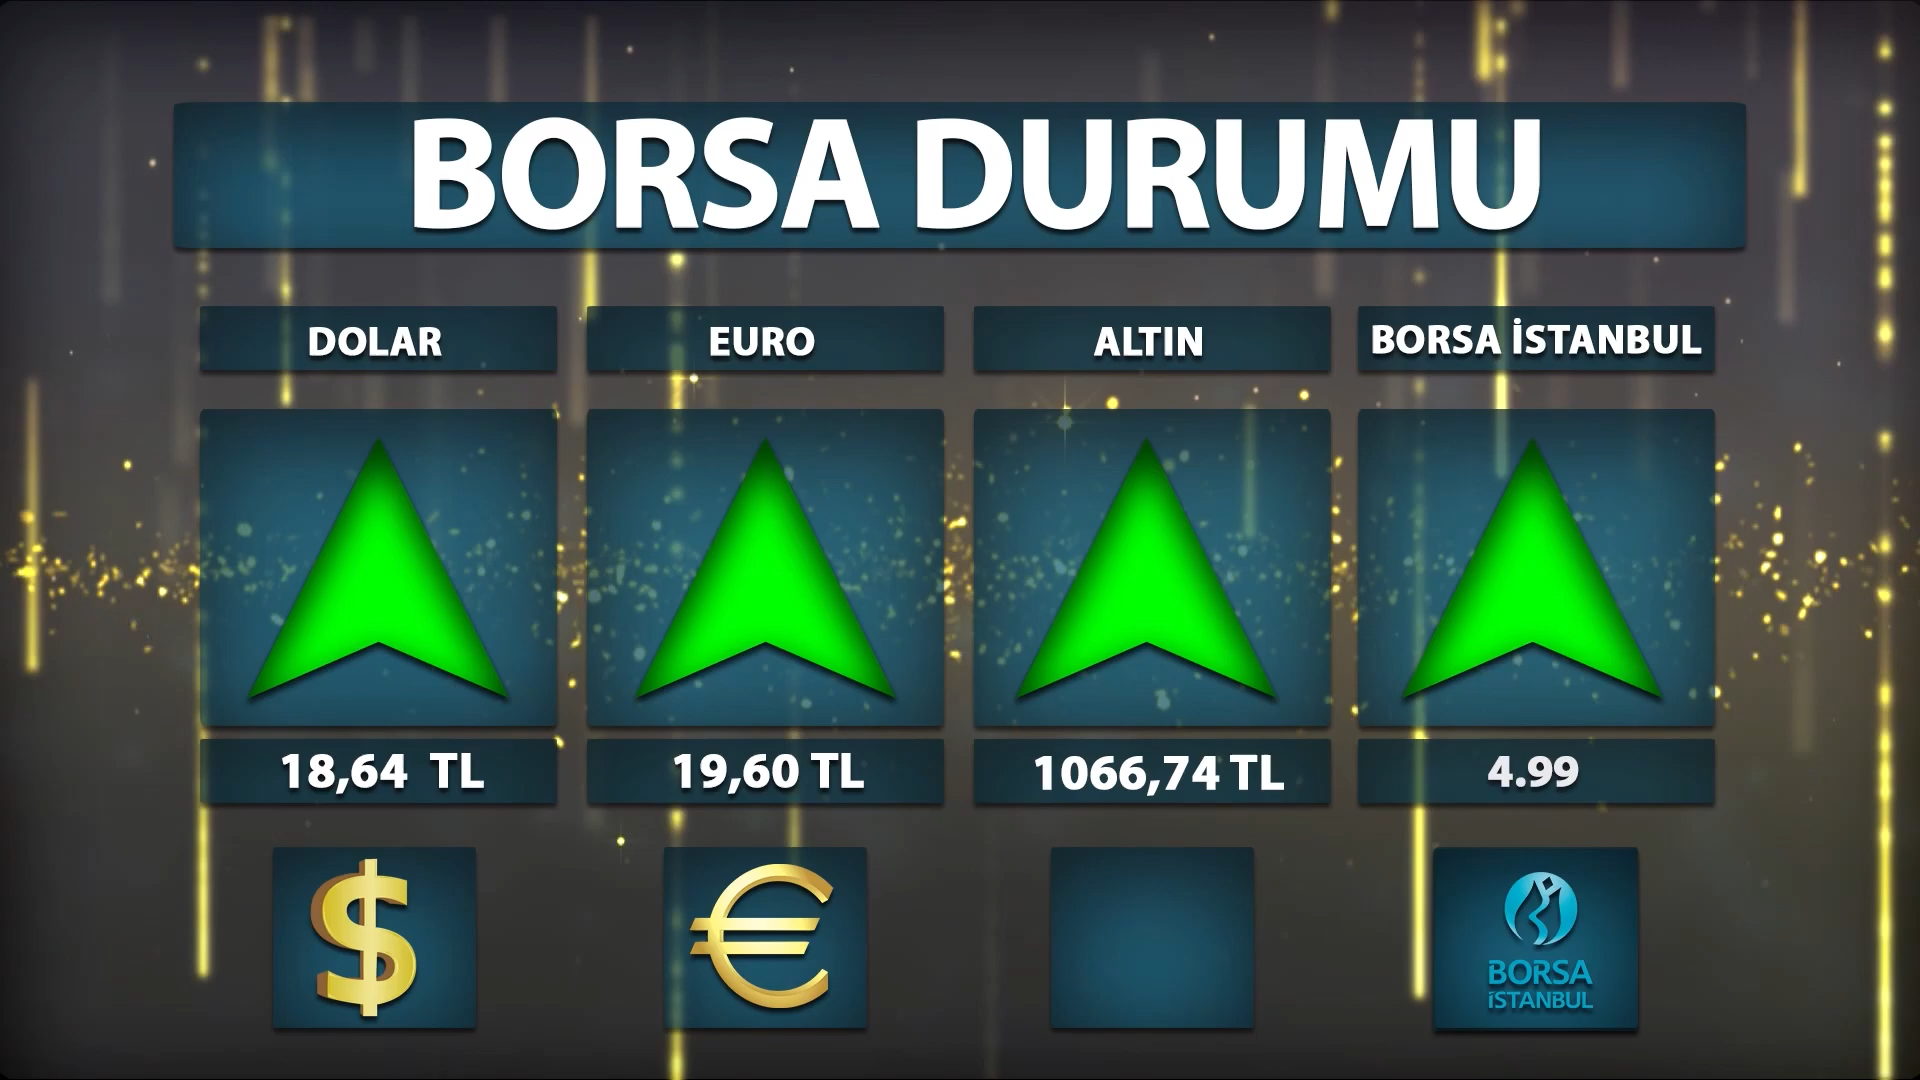 BORSA DURUMU
DOLAR
EURO
ALTIN
BORSA İSTANBUL
18,64 TL
19,60 TL
1066,74 TL
4.99
$
€
BORSA
İSTANBUL